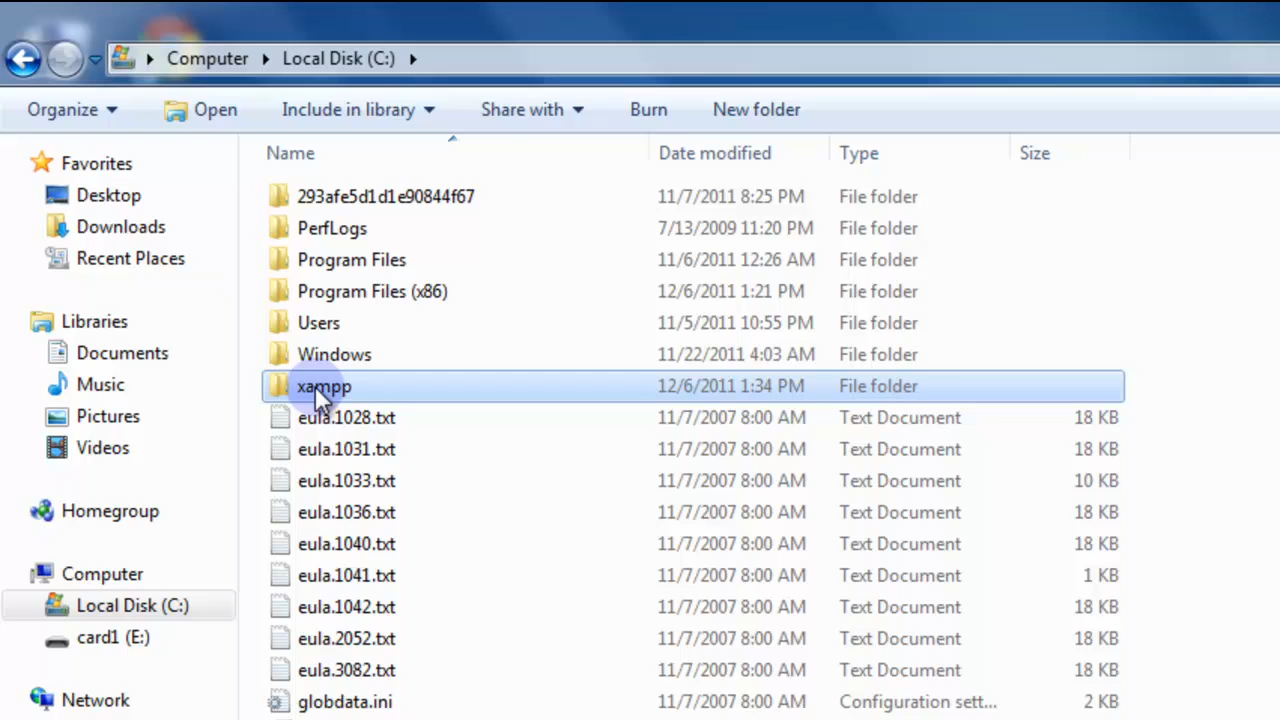 Computer Local Disk (C:)
Organize Open Include in library Share with Burn New folder
Name Date modified Type Size
Favorites
Desktop
Downloads
Recent Places
Libraries
Documents
Music
Pictures
Videos
Homegroup
Computer
Local Disk (C:)
card1 (E:)
Network
293afe5d1d1e90844f67 11/7/2011 8:25 PM File folder
PerfLogs 7/13/2009 11:20 PM File folder
Program Files 11/6/2011 12:26 AM File folder
Program Files (x86) 12/6/2011 1:21 PM File folder
Users 11/5/2011 10:55 PM File folder
Windows 11/22/2011 4:03 AM File folder
xampp 12/6/2011 1:34 PM File folder
eula.1028.txt 11/7/2007 8:00 AM Text Document 18 KB
eula.1031.txt 11/7/2007 8:00 AM Text Document 18 KB
eula.1033.txt 11/7/2007 8:00 AM Text Document 10 KB
eula.1036.txt 11/7/2007 8:00 AM Text Document 18 KB
eula.1040.txt 11/7/2007 8:00 AM Text Document 18 KB
eula.1041.txt 11/7/2007 8:00 AM Text Document 1 KB
eula.1042.txt 11/7/2007 8:00 AM Text Document 18 KB
eula.2052.txt 11/7/2007 8:00 AM Text Document 18 KB
eula.3082.txt 11/7/2007 8:00 AM Text Document 18 KB
globdata.ini 11/7/2007 8:00 AM Configuration sett... 2 KB